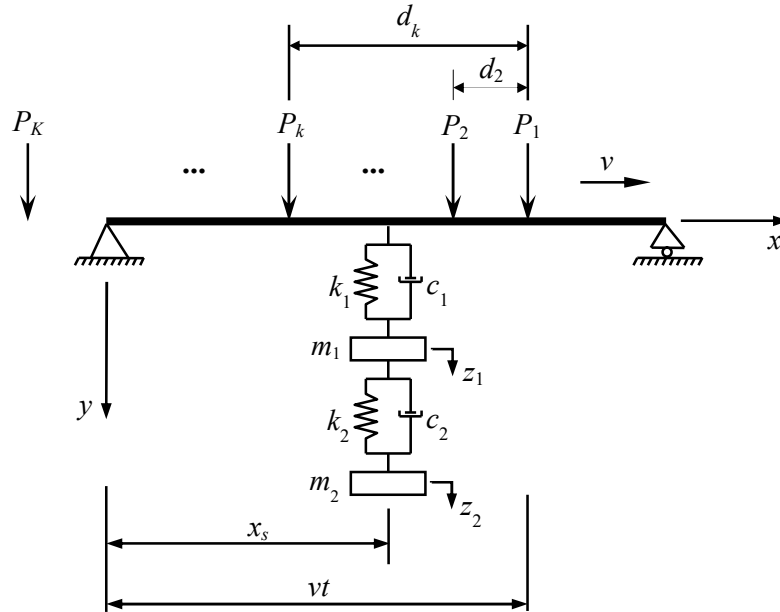 d_k
d_2
P_K P_k P_2 P_1
... ... v
x
k_1 c_1
m_1
z_1
y k_2 c_2
m_2
z_2
x_s
vt